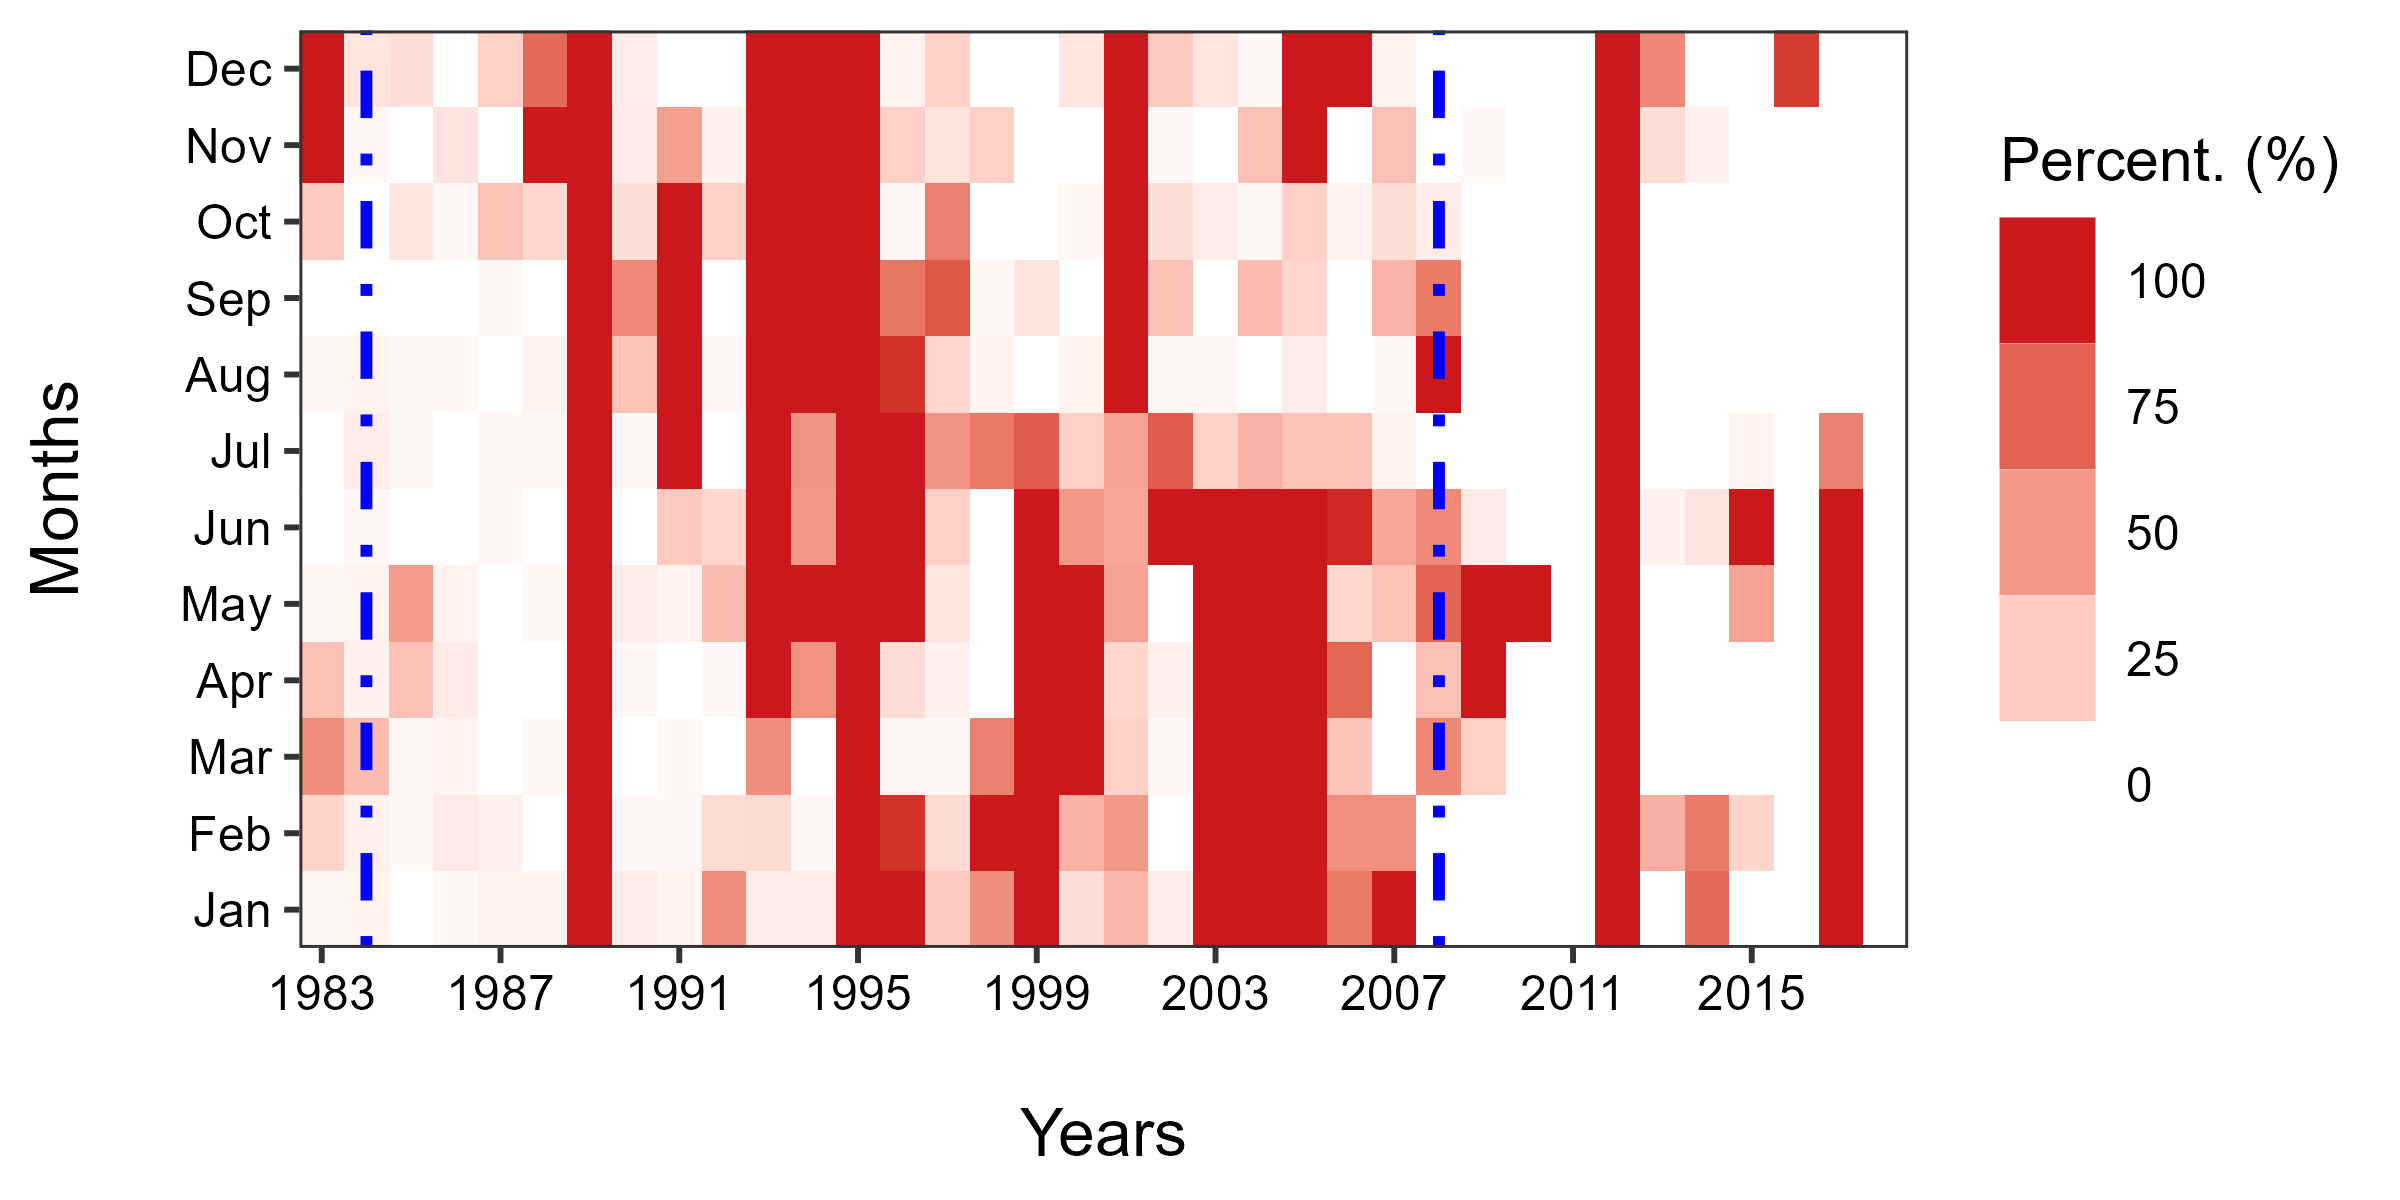 Months
Dec
Nov
Oct
Sep
Aug
Jul
Jun
May
Apr
Mar
Feb
Jan
1983 1987 1991 1995 1999 2003 2007 2011 2015
Years
Percent. (%)
100
75
50
25
0